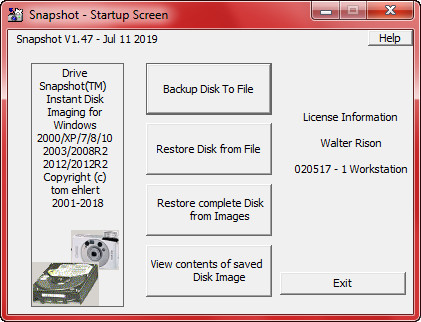 Snapshot - Startup Screen
Snapshot V1.47 - Jul 11 2019
Help
Drive
Snapshot(TM)
Instant Disk
Imaging for
Windows
2000/XP/7/8/10
2003/2008R2
2012/2012R2
Copyright (c)
tom ehlert
2001-2018
Backup Disk To File
Restore Disk from File
Restore complete Disk
from Images
View contents of saved
Disk Image
License Information
Walter Rison
020517 - 1 Workstation
Exit